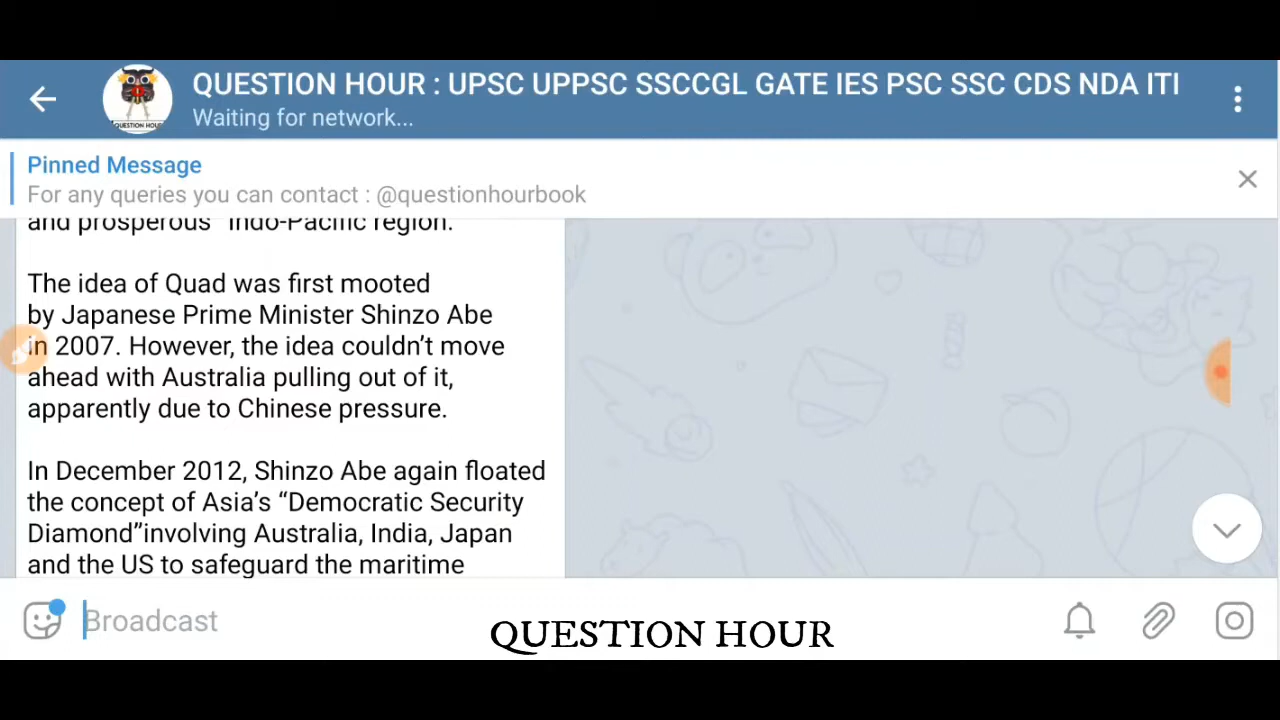 QUESTION HOUR : UPSC UPPSC SSCCGL GATE IES PSC SSC CDS NDA ITI
Waiting for network...
QUESTION HOUR
Pinned Message
For any queries you can contact : @questionhourbook
and prosperous" Indo-Pacific region.
The idea of Quad was first mooted
by Japanese Prime Minister Shinzo Abe
in 2007. However, the idea couldn't move
ahead with Australia pulling out of it,
apparently due to Chinese pressure.
In December 2012, Shinzo Abe again floated
the concept of Asia's “Democratic Security
Diamond”involving Australia, India, Japan
and the US to safeguard the maritime
Broadcast
QUESTION HOUR